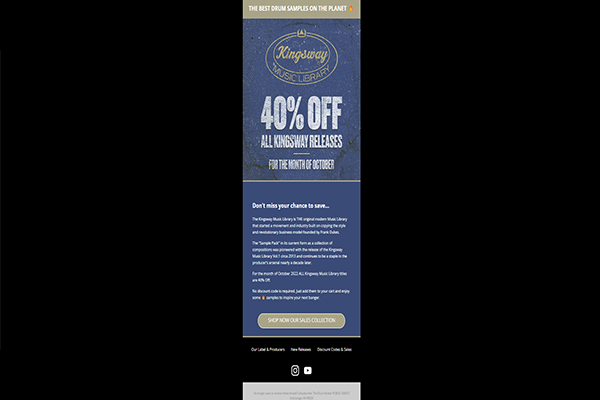 THE BEST DRUM SAMPLES ON THE PLANET 🔥
Kingsway
MUSIC LIBRARY
40% OFF
ALL KINGSWAY RELEASES
FOR THE MONTH OF OCTOBER
Don't miss your chance to save...
The Kingsway Music Library is THE original modern Music Library
that started a movement and industry built on copying the style
and revolutionary business model founded by Frank Dukes.
The "Sample Pack" in its current form as a collection of
compositions was pioneered with the release of the Kingsway
Music Library Vol.1 circa 2013 and continues to be a staple in the
producer's arsenal nearly a decade later.
For the month of October 2022 ALL Kingsway Music Library titles
are 40% Off.
No discount code is required. Just add them to your cart and enjoy
some 🔥 samples to inspire your next banger.
SHOP NOW OUR SALES COLLECTION
Our Label & Producers New Releases Discount Codes & Sales